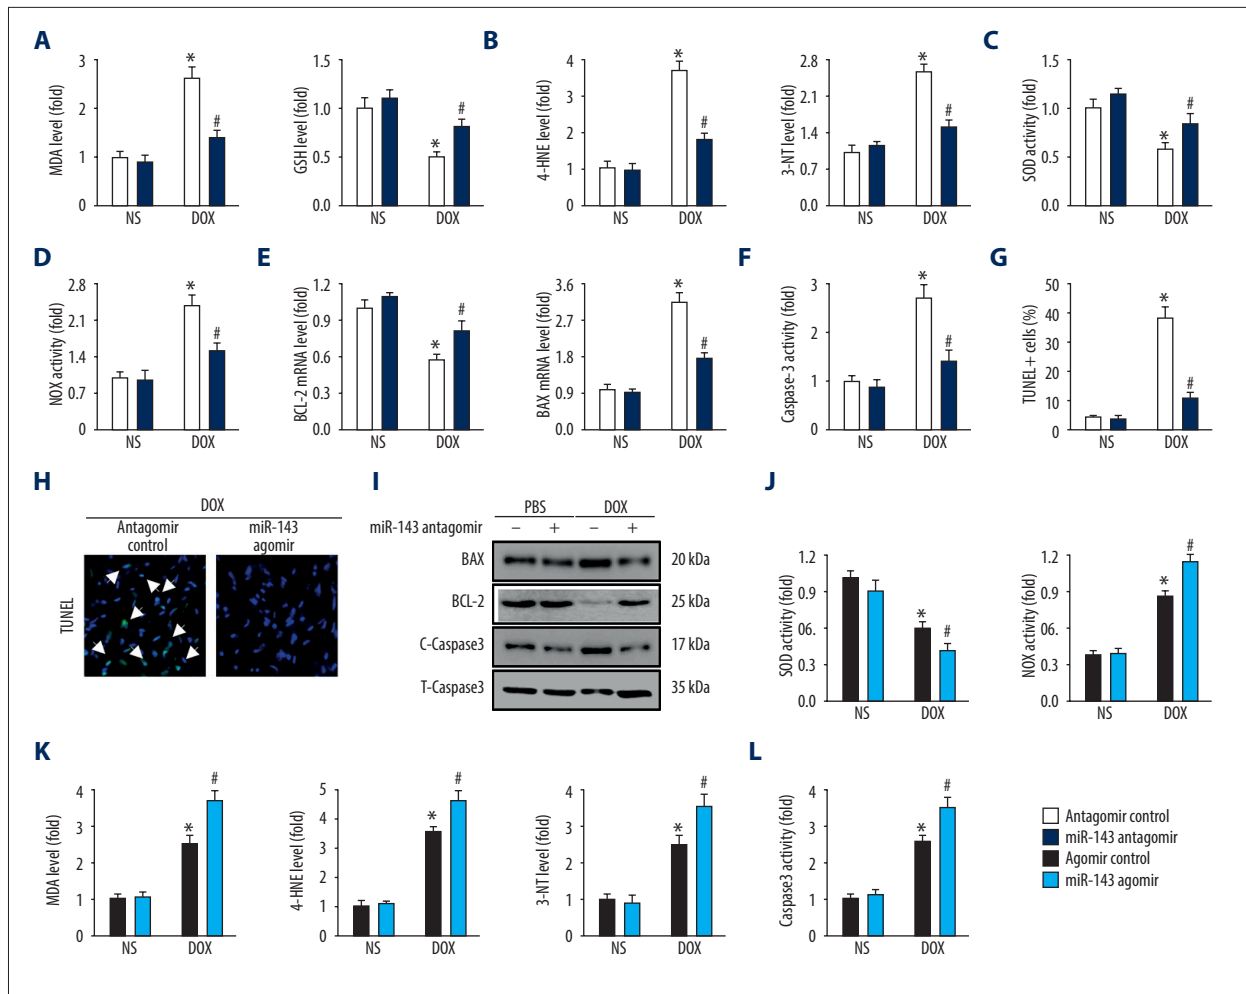 A
MDA level (fold)
3
2
1
0
*
#
NS DOX
GSH level (fold)
1.5
1.0
0.5
0.0
*
#
NS DOX
B
4-HNE level (fold)
4
3
2
1
0
*
#
NS DOX
3-NT level (fold)
2.8
2.1
1.4
0.7
0.0
*
#
NS DOX
C
SOD activity (fold)
1.5
1.0
0.5
0.0
*
#
NS DOX
D
NOX activity (fold)
2.8
2.1
1.4
0.7
0.0
*
#
NS DOX
E
BCL-2 mRNA level (fold)
1.2
0.9
0.6
0.3
0.0
*
#
NS DOX
BAX mRNA level (fold)
3.6
2.7
1.8
0.9
0.0
*
#
NS DOX
F
Caspase-3 activity (fold)
3
2
1
0
*
#
NS DOX
G
TUNEL+ cells (%)
50
40
30
20
10
0
*
#
NS DOX
H
DOX
Antagomir control
miR-143 agomir
TUNEL
I
PBS DOX
miR-143 antagomir − + − +
BAX 20 kDa
BCL-2 25 kDa
C-Caspase3 17 kDa
T-Caspase3 35 kDa
J
SOD activity (fold)
1.2
0.9
06.
0.3
0.0
*
#
NS DOX
NOX activity (fold)
1.2
0.9
06.
0.3
0.0
*
#
NS DOX
K
MDA level (fold)
4
3
2
1
0
*
#
NS DOX
4-HNE level (fold)
5
4
3
2
1
0
*
#
NS DOX
3-NT level (fold)
4
3
2
1
0
*
#
NS DOX
L
Caspase3 activity (fold)
4
3
2
1
0
*
#
NS DOX
Antagomir control
miR-143 antagomir
Agomir control
miR-143 agomir